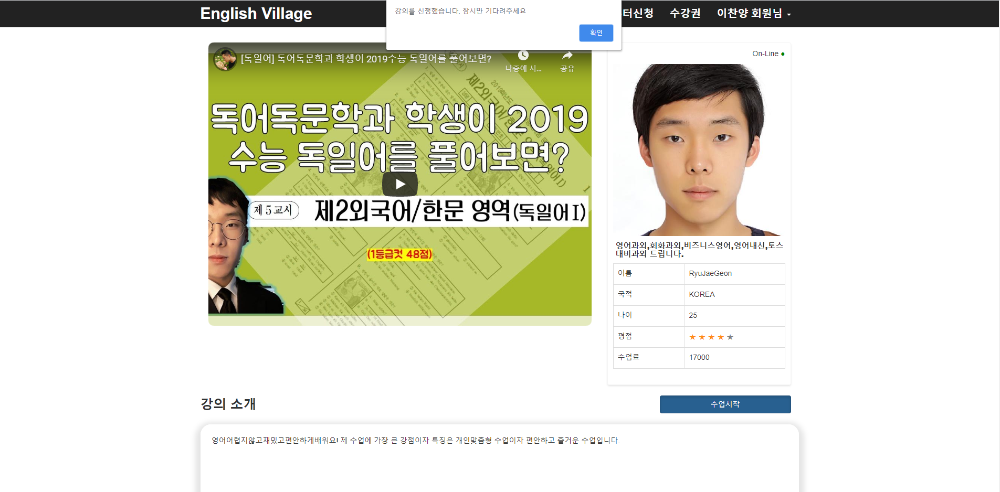 English Village
터신청 수강권 이찬양 회원님
강의를 신청했습니다. 잠시만 기다려주세요
확인
[독일어] 독어독문학과 학생이 2019수능 독일어를 풀어보면?
나중에 시...
공유
독어독문학과 학생이 2019
수능 독일어를 풀어보면?
제 5 교시
제2외국어/한문 영역(독일어 I)
(1등급컷 48점)
On-Line
영어과외,회화과외,비즈니스영어,영어내신,토스
대비과외 드립니다.
이름 RyuJaeGeon
국적 KOREA
나이 25
평점 ★ ★ ★ ★ ★
수업료 17000
강의 소개
수업시작
영어어렵지않고재밌고편안하게배워요! 제 수업에 가장 큰 강점이자 특징은 개인맞춤형 수업이자 편안하고 즐거운 수업입니다.